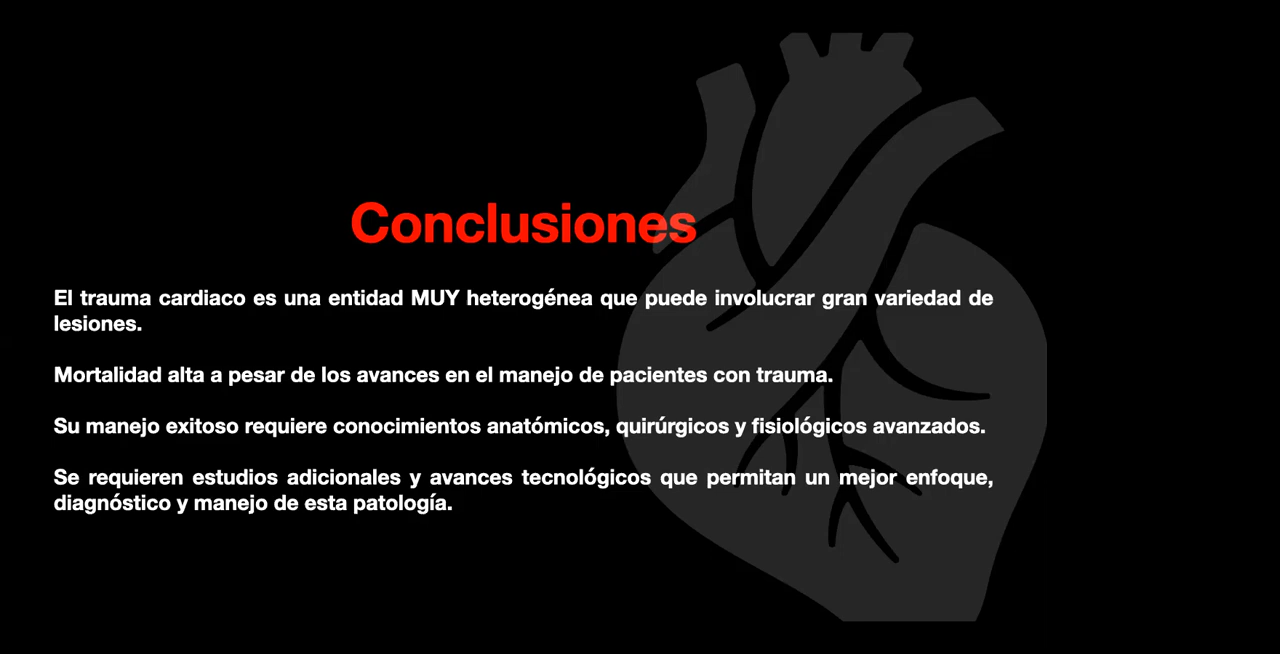 Conclusiones
El trauma cardiaco es una entidad MUY heterogénea que puede involucrar gran variedad de
lesiones.
Mortalidad alta a pesar de los avances en el manejo de pacientes con trauma.
Su manejo exitoso requiere conocimientos anatómicos, quirúrgicos y fisiológicos avanzados.
Se requieren estudios adicionales y avances tecnológicos que permitan un mejor enfoque,
diagnóstico y manejo de esta patología.